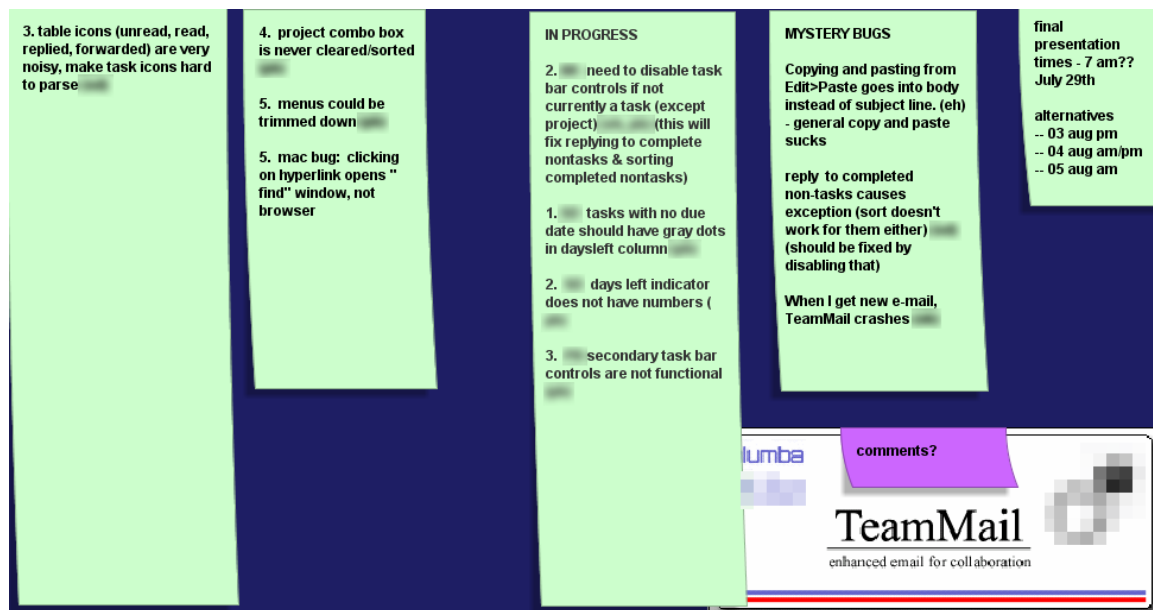 3. table icons (unread, read,
replied, forwarded) are very
noisy, make task icons hard
to parse
4. project combo box
is never cleared/sorted
5. menus could be
trimmed down
5. mac bug: clicking
on hyperlink opens "
find" window, not
browser
IN PROGRESS
2. need to disable task
bar controls if not
currently a task (except
project) (this will
fix replying to complete
nontasks & sorting
completed nontasks)
1. tasks with no due
date should have gray dots
in daysleft column
2. days left indicator
does not have numbers (
3. secondary task bar
controls are not functional
MYSTERY BUGS
Copying and pasting from
Edit>Paste goes into body
instead of subject line. (eh)
- general copy and paste
sucks
reply to completed
non-tasks causes
exception (sort doesn't
work for them either)
(should be fixed by
disabling that)
When I get new e-mail,
TeamMail crashes
final
presentation
times - 7 am??
July 29th
alternatives
-- 03 aug pm
-- 04 aug am/pm
-- 05 aug am
comments?
lumba
TeamMail
enhanced email for collaboration